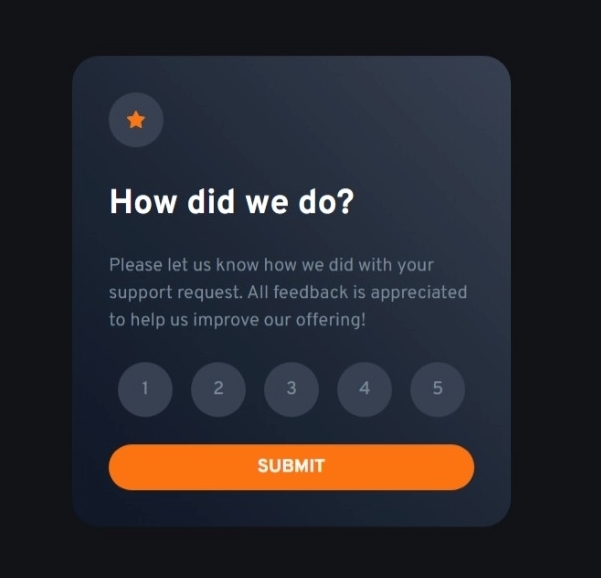 How did we do?
Please let us know how we did with your
support request. All feedback is appreciated
to help us improve our offering!
1 2 3 4 5
SUBMIT